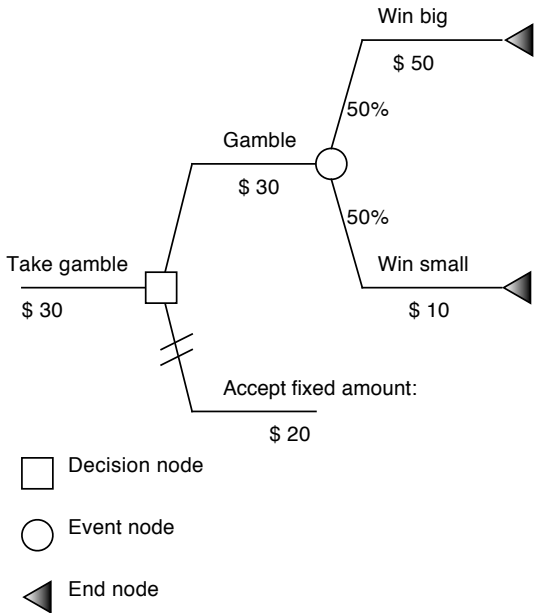 Win big
$ 50
50%
Gamble
$ 30
50%
Take gamble
$ 30
Win small
$ 10
Accept fixed amount:
$ 20
Decision node
Event node
End node